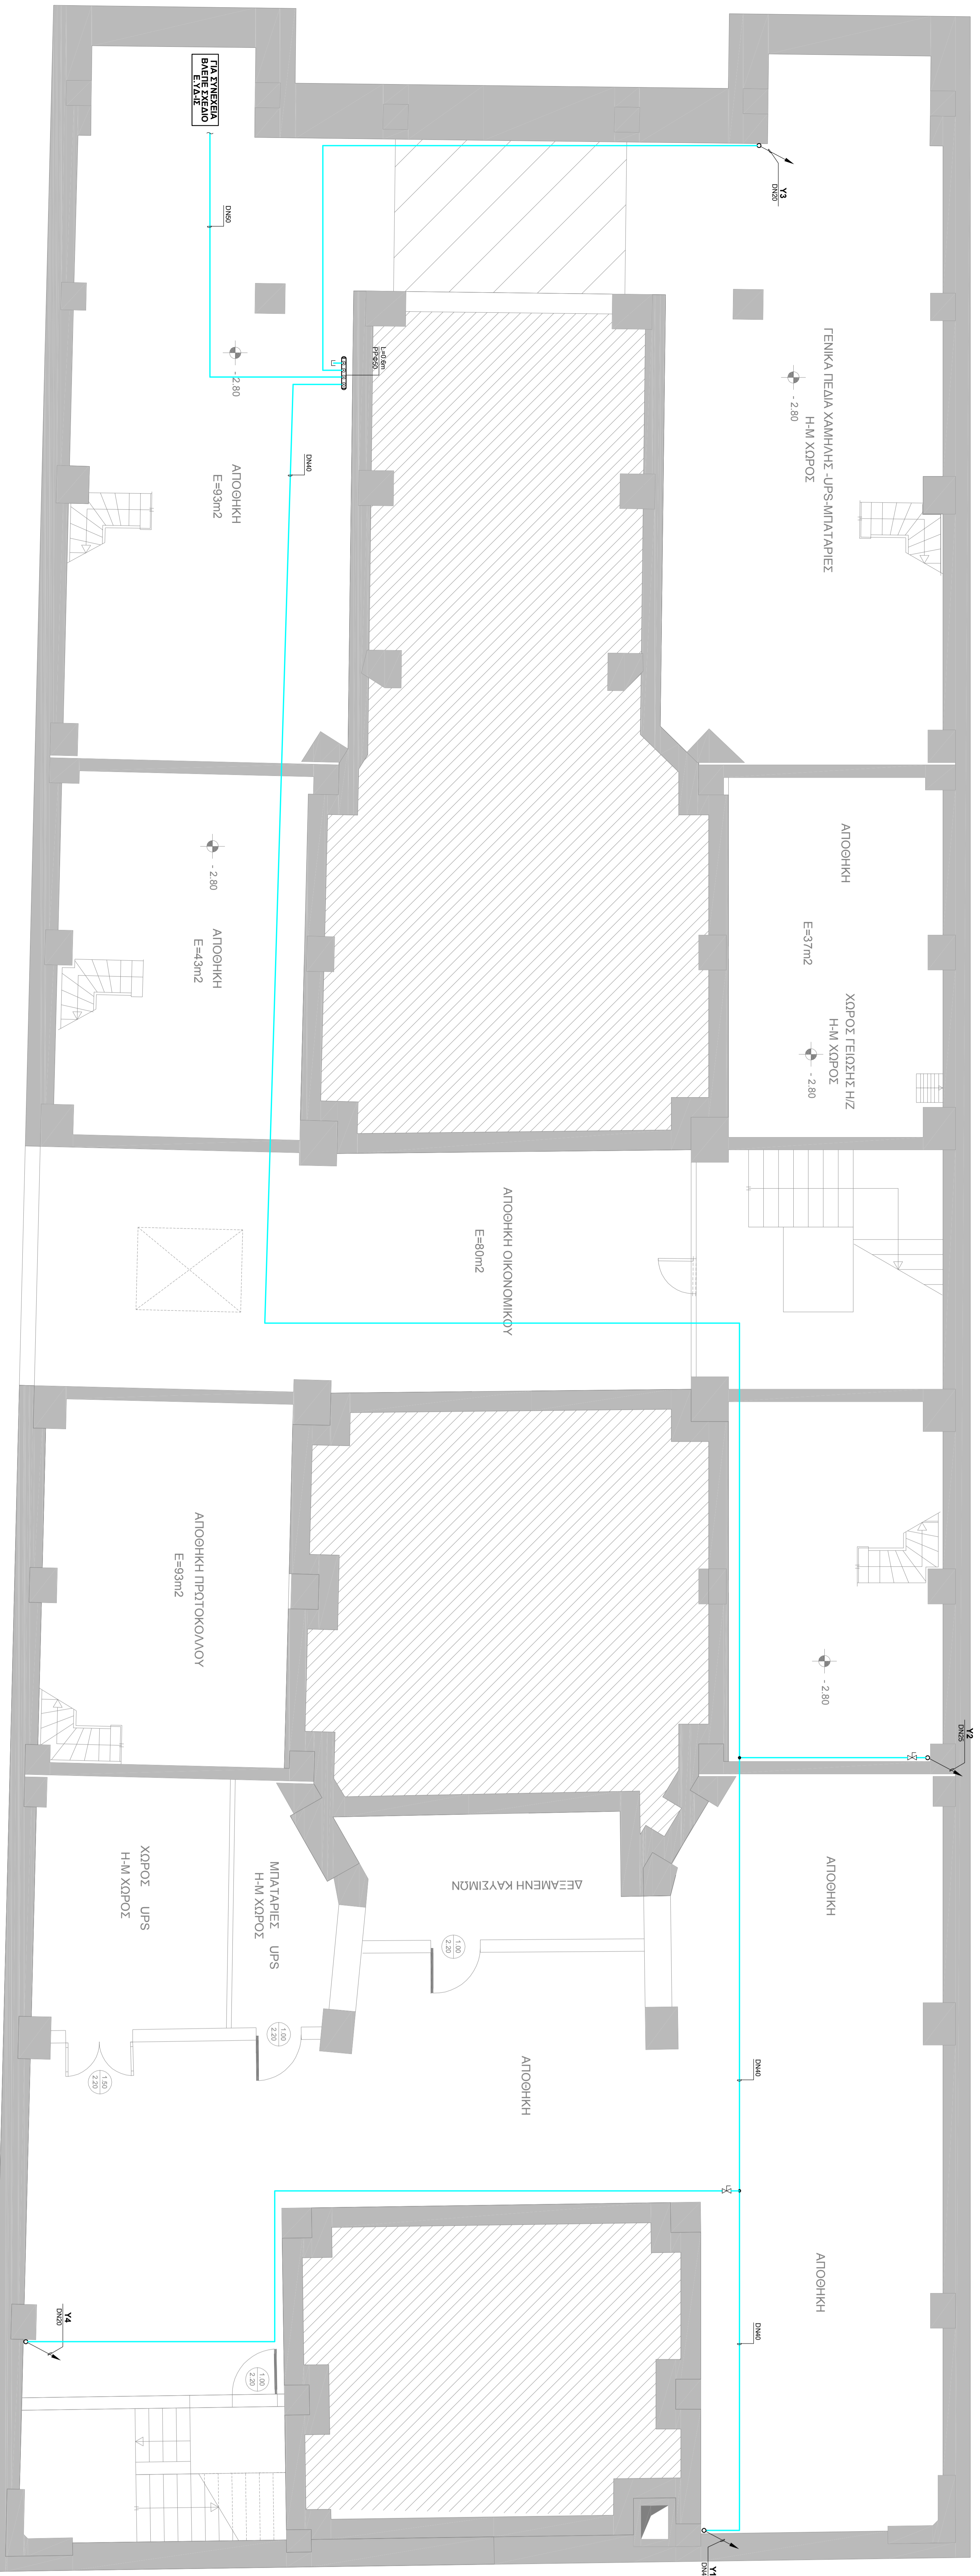 ΓΙΑ ΣΥΝΕΧΕΙΑ
ΒΛΕΠΕ ΣΧΕΔΙΟ
Ε.ΥΔ-ΙΣ
DN50
Υ3
DN20
L=0.6m
PPΦ50
- 2.80
- 2.80
ΓΕΝΙΚΑ ΠΕΔΙΑ ΧΑΜΗΛΗΣ -UPS-ΜΠΑΤΑΡΙΕΣ
Η-Μ ΧΩΡΟΣ
DN40
ΑΠΟΘΗΚΗ
Ε=93m2
- 2.80
ΑΠΟΘΗΚΗ
Ε=43m2
ΑΠΟΘΗΚΗ
Ε=37m2
ΧΩΡΟΣ ΓΕΙΩΣΗΣ Η/Ζ
Η-Μ ΧΩΡΟΣ
- 2.80
ΑΠΟΘΗΚΗ ΟΙΚΟΝΟΜΙΚΟΥ
Ε=80m2
ΑΠΟΘΗΚΗ ΠΡΩΤΟΚΟΛΛΟΥ
Ε=93m2
- 2.80
Υ2
DN25
ΧΩΡΟΣ UPS
Η-Μ ΧΩΡΟΣ
ΜΠΑΤΑΡΙΕΣ UPS
Η-Μ ΧΩΡΟΣ
ΔΕΞΑΜΕΝΗ ΚΑΥΣΙΜΩΝ
ΑΠΟΘΗΚΗ
1.00
2.20
1.00
2.20
1.50
2.20
ΑΠΟΘΗΚΗ
DN40
ΑΠΟΘΗΚΗ
DN40
Υ4
DN20
1.00
2.20
Υ1